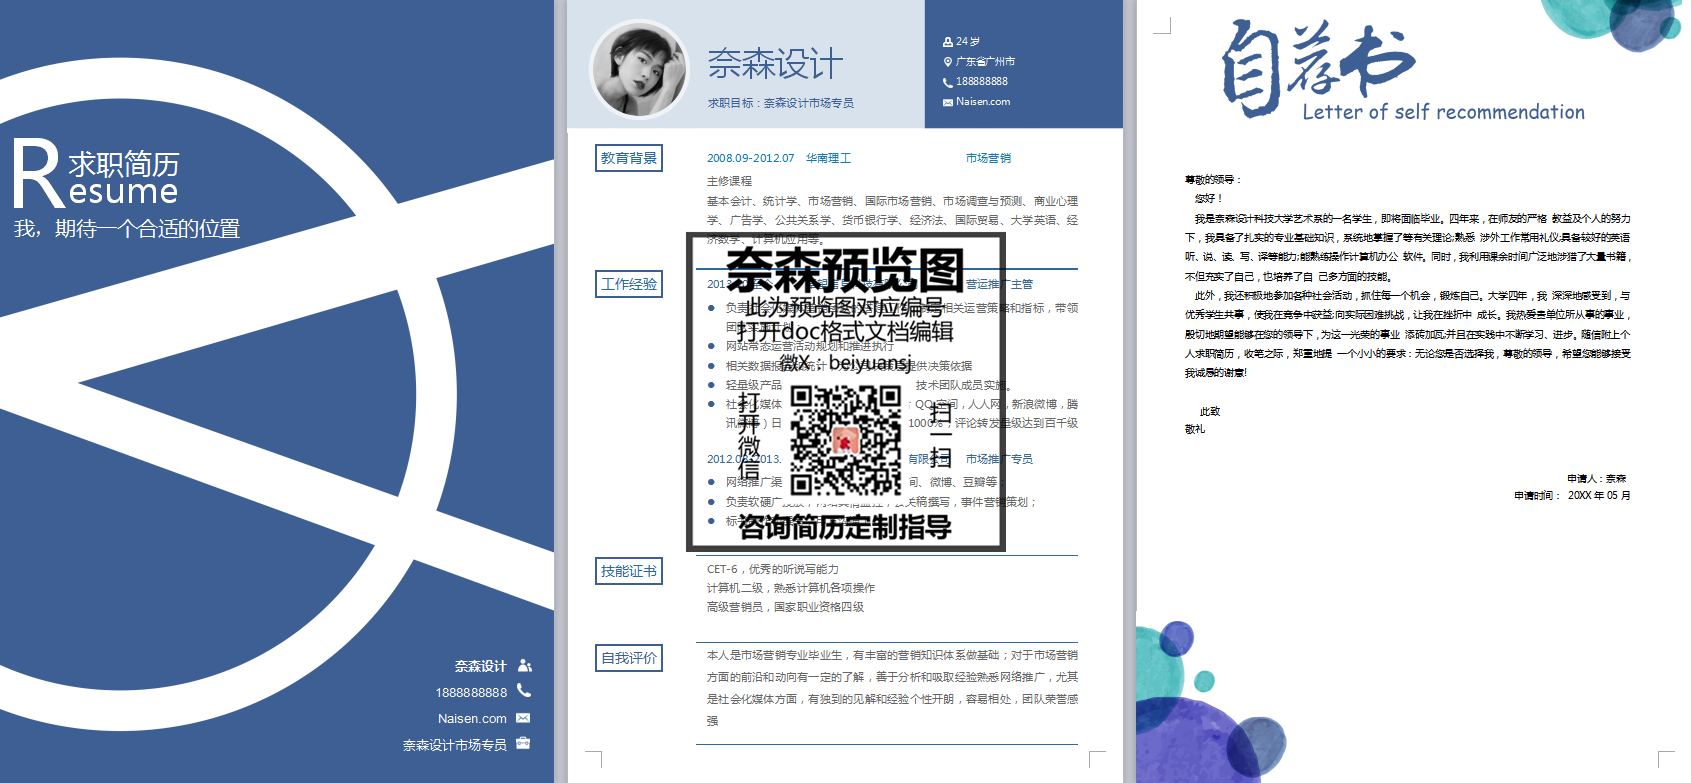 R 求职简历
esume
我，期待一个合适的位置
奈森设计
1888888888
Naisen.com
奈森设计市场专员
奈森设计
求职目标：奈森设计市场专员
24 岁
广东省广州市
188888888
Naisen.com
教育背景
2008.09-2012.07 华南理工 市场营销
主修课程
基本会计、统计学、市场营销、国际市场营销、市场调查与预测、商业心理
学、广告学、公共关系学、货币银行学、经济法、国际贸易、大学英语、经
济数学、计算机应用等。
工作经验
营运推广主管
相关运营策略和指标，带领
网站常态运营活动规划和推进执行
相关数据
提供决策依据
轻量级产品
技术团队成员实施。
社会化媒体
QQ 空间，人人网，新浪微博，腾
1000%；评论转发量级达到百千级
市场推广专员
网络推广渠
间、微博、豆瓣等；
稿撰写，事件营销策划；
奈森预览图
此为预览图对应编号
打开doc格式文档编辑
微X：beiyuansj
打开微信
扫一扫
咨询简历定制指导
技能证书
CET-6，优秀的听说写能力
计算机二级，熟悉计算机各项操作
高级营销员，国家职业资格四级
自我评价
本人是市场营销专业毕业生，有丰富的营销知识体系做基础；对于市场营销
方面的前沿和动向有一定的了解，善于分析和吸取经验熟悉网络推广，尤其
是社会化媒体方面，有独到的见解和经验个性开朗，容易相处，团队荣誉感
强
自荐书
Letter of self recommendation
尊敬的领导：
您好！
我是奈森设计科技大学艺术系的一名学生，即将面临毕业。四年来，在师友的严格 教益及个人的努力
下，我具备了扎实的专业基础知识，系统地掌握了等有关理论;熟悉 涉外工作常用礼仪;具备较好的英语
听、说、读、写、译等能力;能熟练操作计算机办公 软件。同时，我利用课余时间广泛地涉猎了大量书籍，
不但充实了自己，也培养了自 己多方面的技能。
此外，我还积极地参加各种社会活动，抓住每一个机会，锻炼自己。大学四年，我 深深地感受到，与
优秀学生共事，使我在竞争中获益;向实际困难挑战，让我在挫折中 成长。我热爱贵单位所从事的事业，
殷切地期望能够在您的领导下，为这一光荣的事业 添砖加瓦;并且在实践中不断学习、进步。随信附上个
人求职简历，收笔之际，郑重地提 一个小小的要求：无论您是否选择我，尊敬的领导，希望您能够接受
我诚恳的谢意!
此致
敬礼
申请人：奈森
申请时间： 20XX 年 05 月